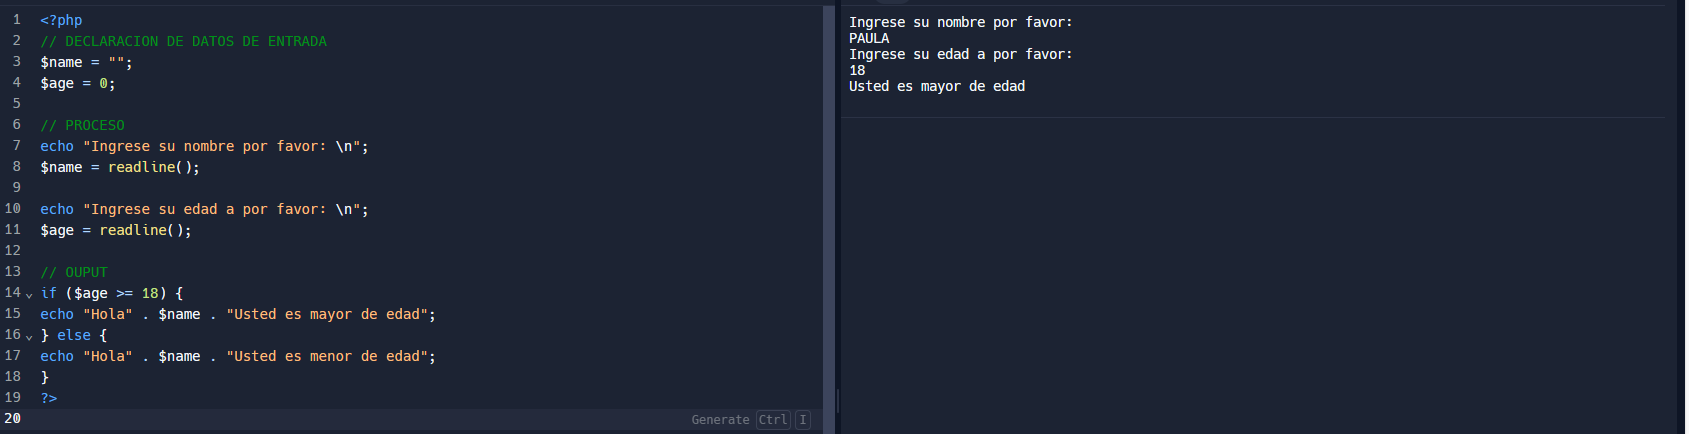 1 <?php
2 // DECLARACION DE DATOS DE ENTRADA
3 $name = "";
4 $age = 0;
5
6 // PROCESO
7 echo "Ingrese su nombre por favor: \n";
8 $name = readline();
9
10 echo "Ingrese su edad a por favor: \n";
11 $age = readline();
12
13 // OUPUT
14 if ($age >= 18) {
15 echo "Hola" . $name . "Usted es mayor de edad";
16 } else {
17 echo "Hola" . $name . "Usted es menor de edad";
18 }
19 ?>
20
Generate Ctrl I
Ingrese su nombre por favor:
PAULA
Ingrese su edad a por favor:
18
Usted es mayor de edad